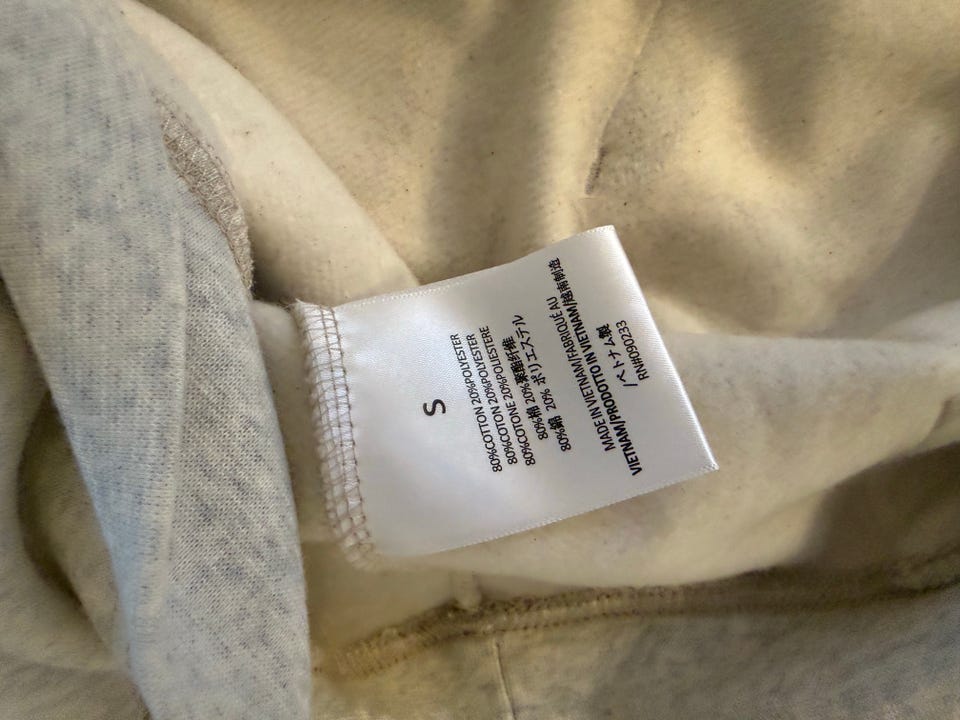 S
80%COTTON 20%POLYESTER
80%COTON 20%POLYESTER
80%COTONE 20%POLIESTERE
80%棉 20%聚酯纤维
80%綿 20% ポリエステル
MADE IN VIETNAM/FABRIQUE AU
VIETNAM/PRODOTTO IN VIETNAM/越南制造
/ベトナム製
RN#090233